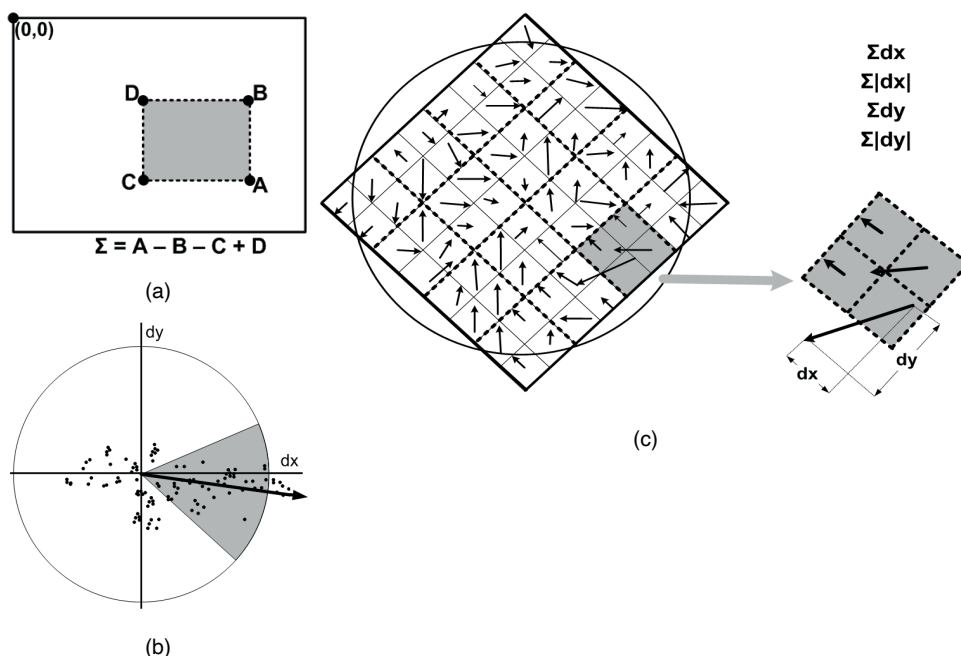 (0,0)
D
B
C
A
Σ = A – B – C + D
(a)
dy
dx
(b)
Σdx
Σ|dx|
Σdy
Σ|dy|
dx
dy
(c)